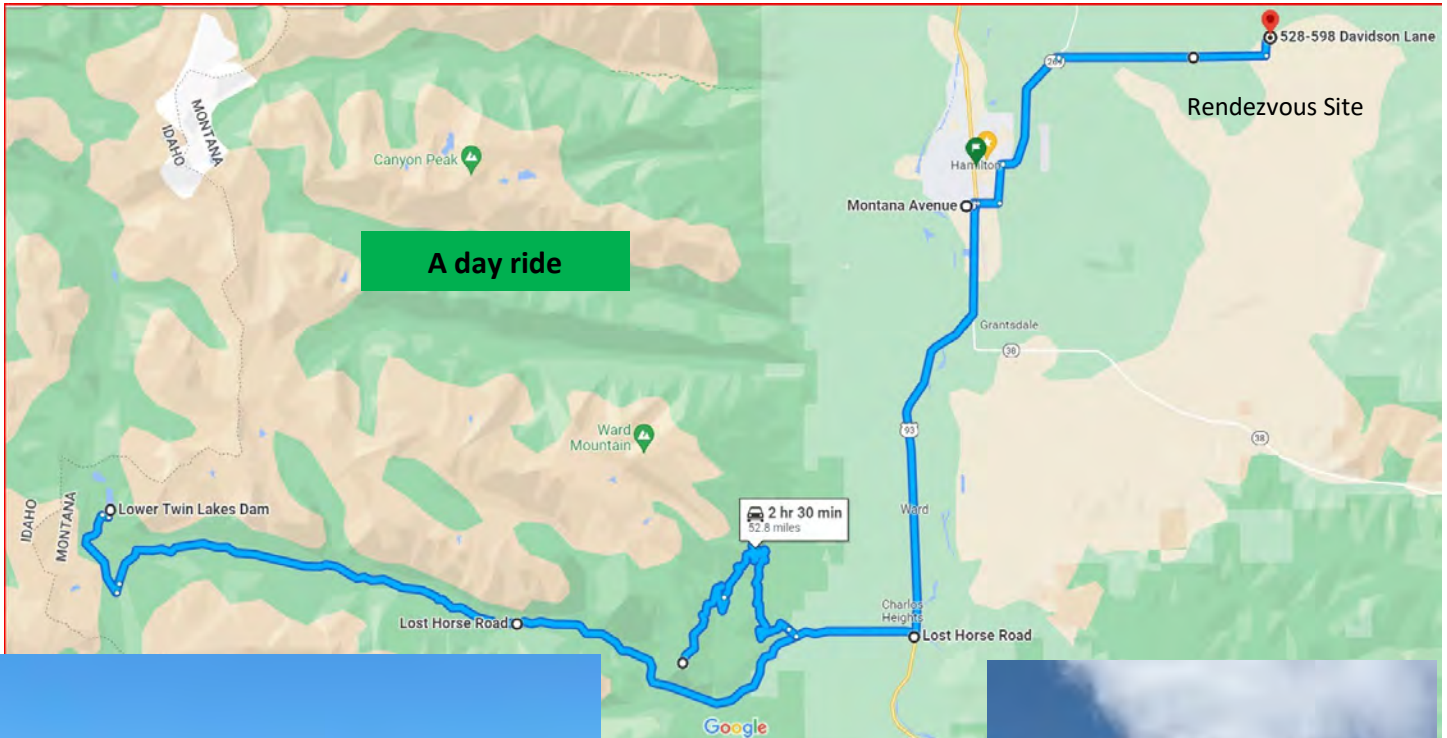 528-598 Davidson Lane
Rendezvous Site
MONTANA
IDAHO
Canyon Peak
Hamilton
Montana Avenue
A day ride
Grantsdale
38
Ward
Mountain
93
38
IDAHO
MONTANA
Lower Twin Lakes Dam
2 hr 30 min
52.8 miles
Ward
Charlos
Heights
Lost Horse Road
Lost Horse Road
Google